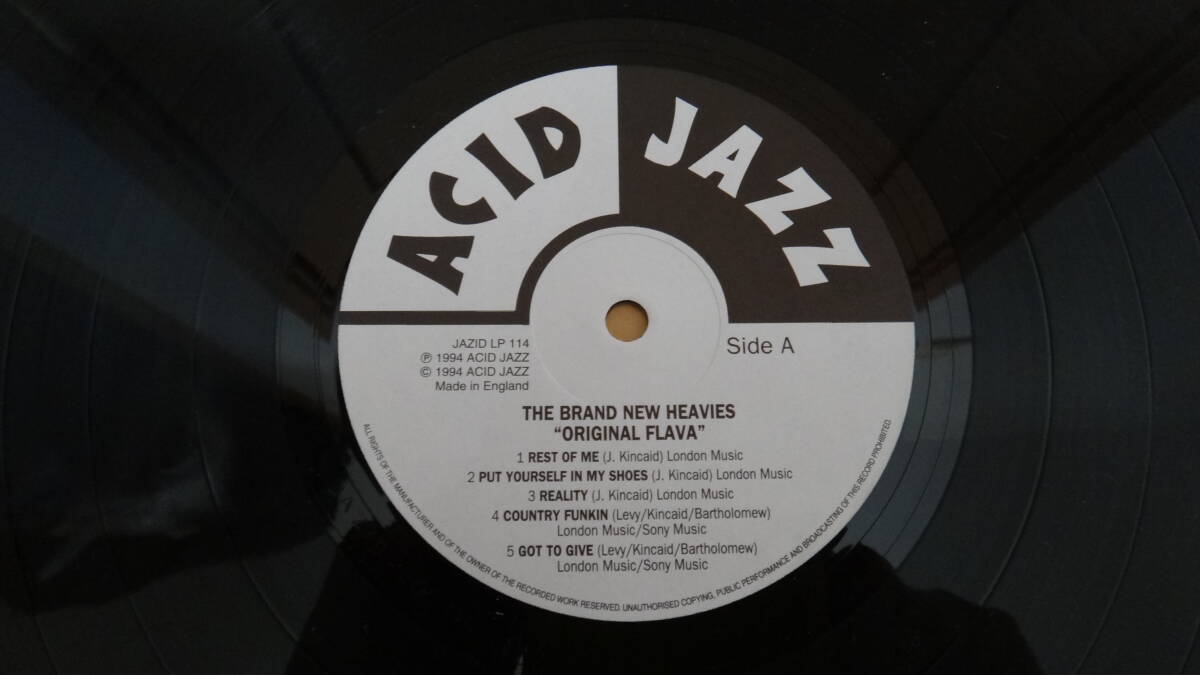 ACID JAZZ
JAZID LP 114
℗ 1994 ACID JAZZ
© 1994 ACID JAZZ
Made in England
Side A
THE BRAND NEW HEAVIES
"ORIGINAL FLAVA"
1 REST OF ME (J. Kincaid) London Music
2 PUT YOURSELF IN MY SHOES (J. Kincaid) London Music
3 REALITY (J. Kincaid) London Music
4 COUNTRY FUNKIN (Levy/Kincaid/Bartholomew)
London Music/Sony Music
5 GOT TO GIVE (Levy/Kincaid/Bartholomew)
London Music/Sony Music
ALL RIGHTS OF THE MANUFACTURER AND OF THE OWNER OF THE RECORDED WORK RESERVED. UNAUTHORISED COPYING, PUBLIC PERFORMANCE AND BROADCASTING OF THIS RECORD PROHIBITED.